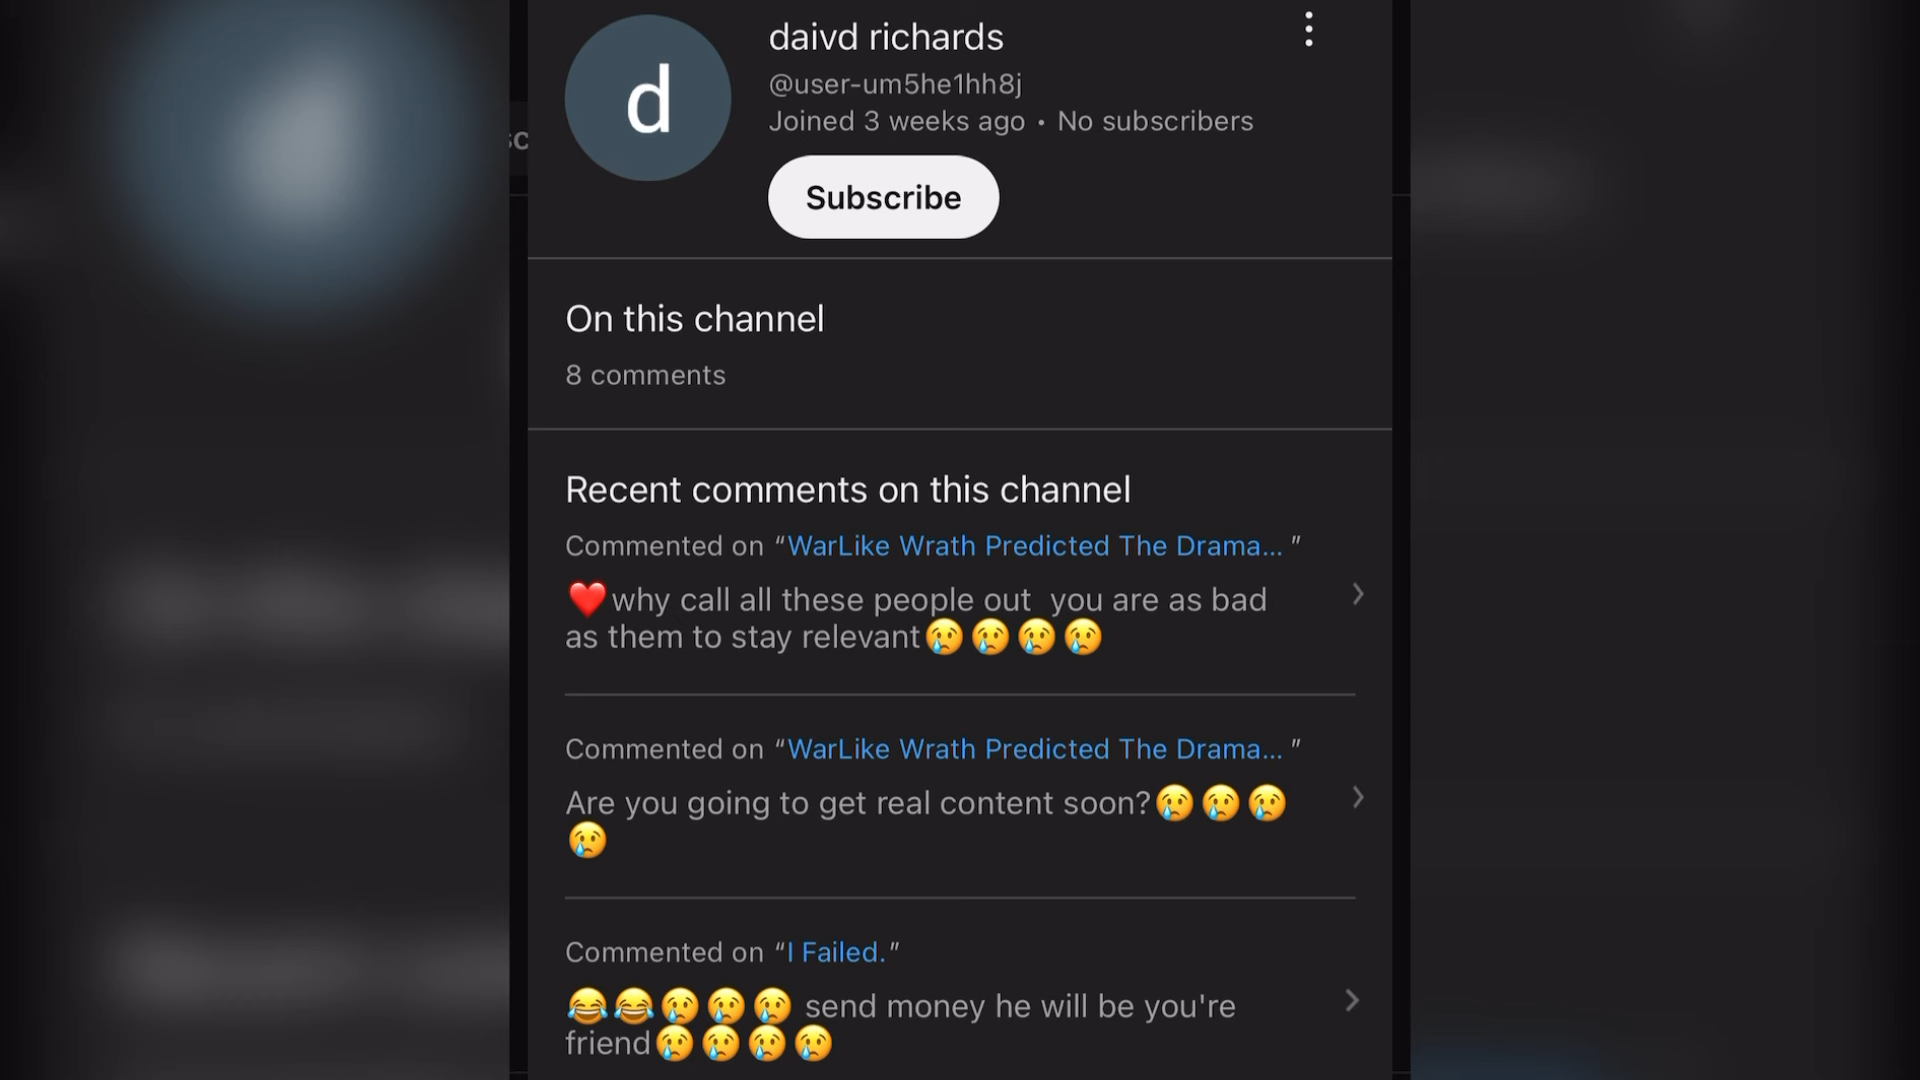 d
daivd richards
@user-um5he1hh8j
Joined 3 weeks ago • No subscribers
Subscribe
On this channel
8 comments
Recent comments on this channel
Commented on “WarLike Wrath Predicted The Drama... ”
❤️why call all these people out  you are as bad
as them to stay relevant😢😢😢😢
Commented on “WarLike Wrath Predicted The Drama... ”
Are you going to get real content soon?😢😢😢
😢
Commented on “I Failed.”
😂😂😢😢😢 send money he will be you're
friend😢😢😢😢